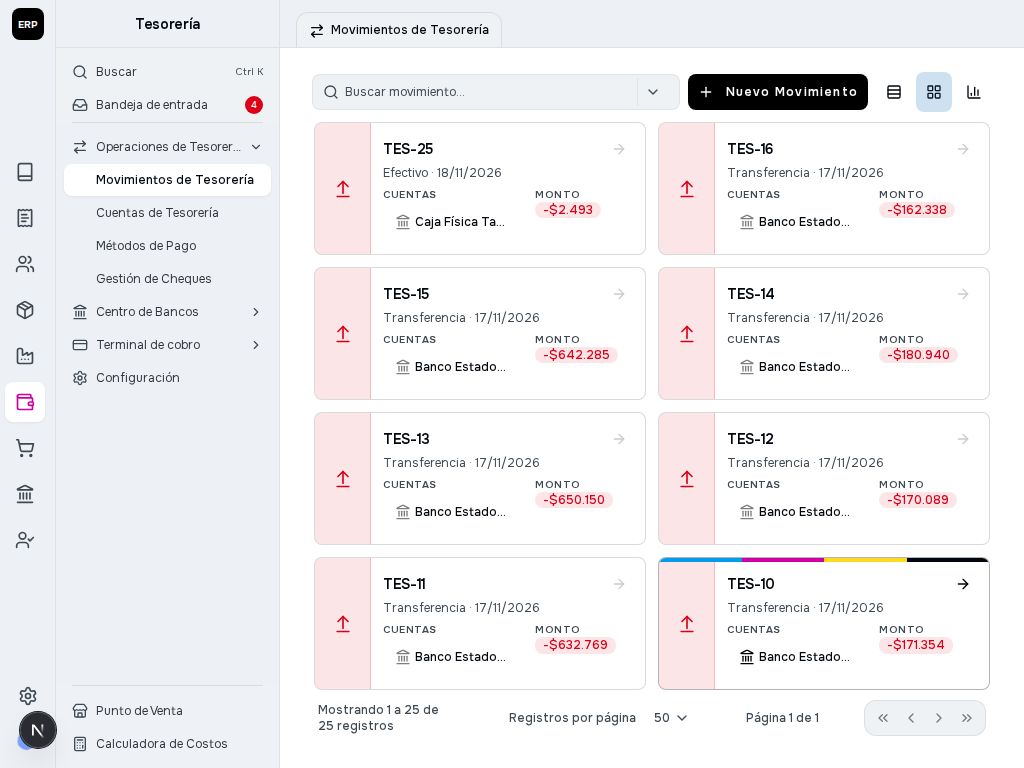 ERP
Tesorería
Movimientos de Tesorería
Buscar
Ctrl K
Bandeja de entrada
4
Operaciones de Tesorer...
Movimientos de Tesorería
Cuentas de Tesorería
Métodos de Pago
Gestión de Cheques
Centro de Bancos
Terminal de cobro
Configuración
Punto de Venta
Calculadora de Costos
N
Buscar movimiento...
Nuevo Movimiento
TES-25
Efectivo · 18/11/2026
CUENTAS
MONTO
-$2.493
Caja Física Ta...
TES-16
Transferencia · 17/11/2026
CUENTAS
MONTO
-$162.338
Banco Estado...
TES-15
Transferencia · 17/11/2026
CUENTAS
MONTO
-$642.285
Banco Estado...
TES-14
Transferencia · 17/11/2026
CUENTAS
MONTO
-$180.940
Banco Estado...
TES-13
Transferencia · 17/11/2026
CUENTAS
MONTO
-$650.150
Banco Estado...
TES-12
Transferencia · 17/11/2026
CUENTAS
MONTO
-$170.089
Banco Estado...
TES-11
Transferencia · 17/11/2026
CUENTAS
MONTO
-$632.769
Banco Estado...
TES-10
Transferencia · 17/11/2026
CUENTAS
MONTO
-$171.354
Banco Estado...
Mostrando 1 a 25 de
25 registros
Registros por página
50
Página 1 de 1